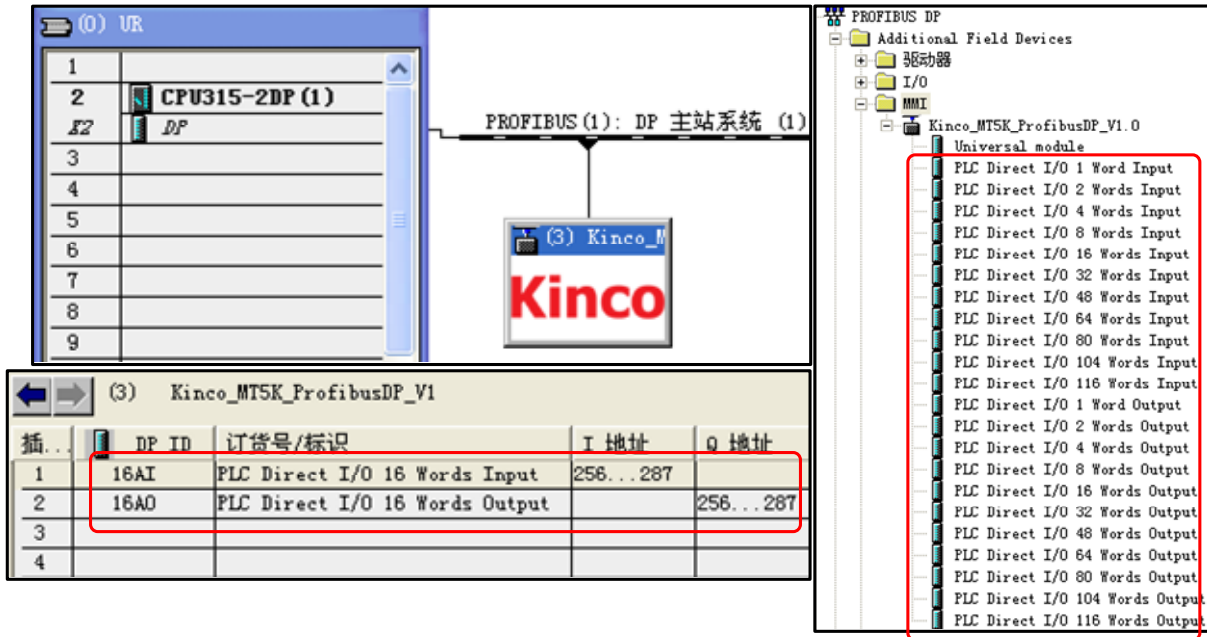 (0) UR
1
2 CPU315-2DP(1)
X2 DP
3
4
5
6
7
8
9
PROFIBUS(1): DP 主站系统 (1)
(3) Kinco_M
Kinco
(3) Kinco_MT5K_ProfibusDP_V1
插... DP ID 订货号/标识 I 地址 Q 地址
1 16AI PLC Direct I/O 16 Words Input 256...287
2 16AO PLC Direct I/O 16 Words Output 256...287
3
4
PROFIBUS DP
Additional Field Devices
驱动器
I/O
MMI
Kinco_MT5K_ProfibusDP_V1.0
Universal module
PLC Direct I/O 1 Word Input
PLC Direct I/O 2 Words Input
PLC Direct I/O 4 Words Input
PLC Direct I/O 8 Words Input
PLC Direct I/O 16 Words Input
PLC Direct I/O 32 Words Input
PLC Direct I/O 48 Words Input
PLC Direct I/O 64 Words Input
PLC Direct I/O 80 Words Input
PLC Direct I/O 104 Words Input
PLC Direct I/O 116 Words Input
PLC Direct I/O 1 Word Output
PLC Direct I/O 2 Words Output
PLC Direct I/O 4 Words Output
PLC Direct I/O 8 Words Output
PLC Direct I/O 16 Words Output
PLC Direct I/O 32 Words Output
PLC Direct I/O 48 Words Output
PLC Direct I/O 64 Words Output
PLC Direct I/O 80 Words Output
PLC Direct I/O 104 Words Output
PLC Direct I/O 116 Words Output